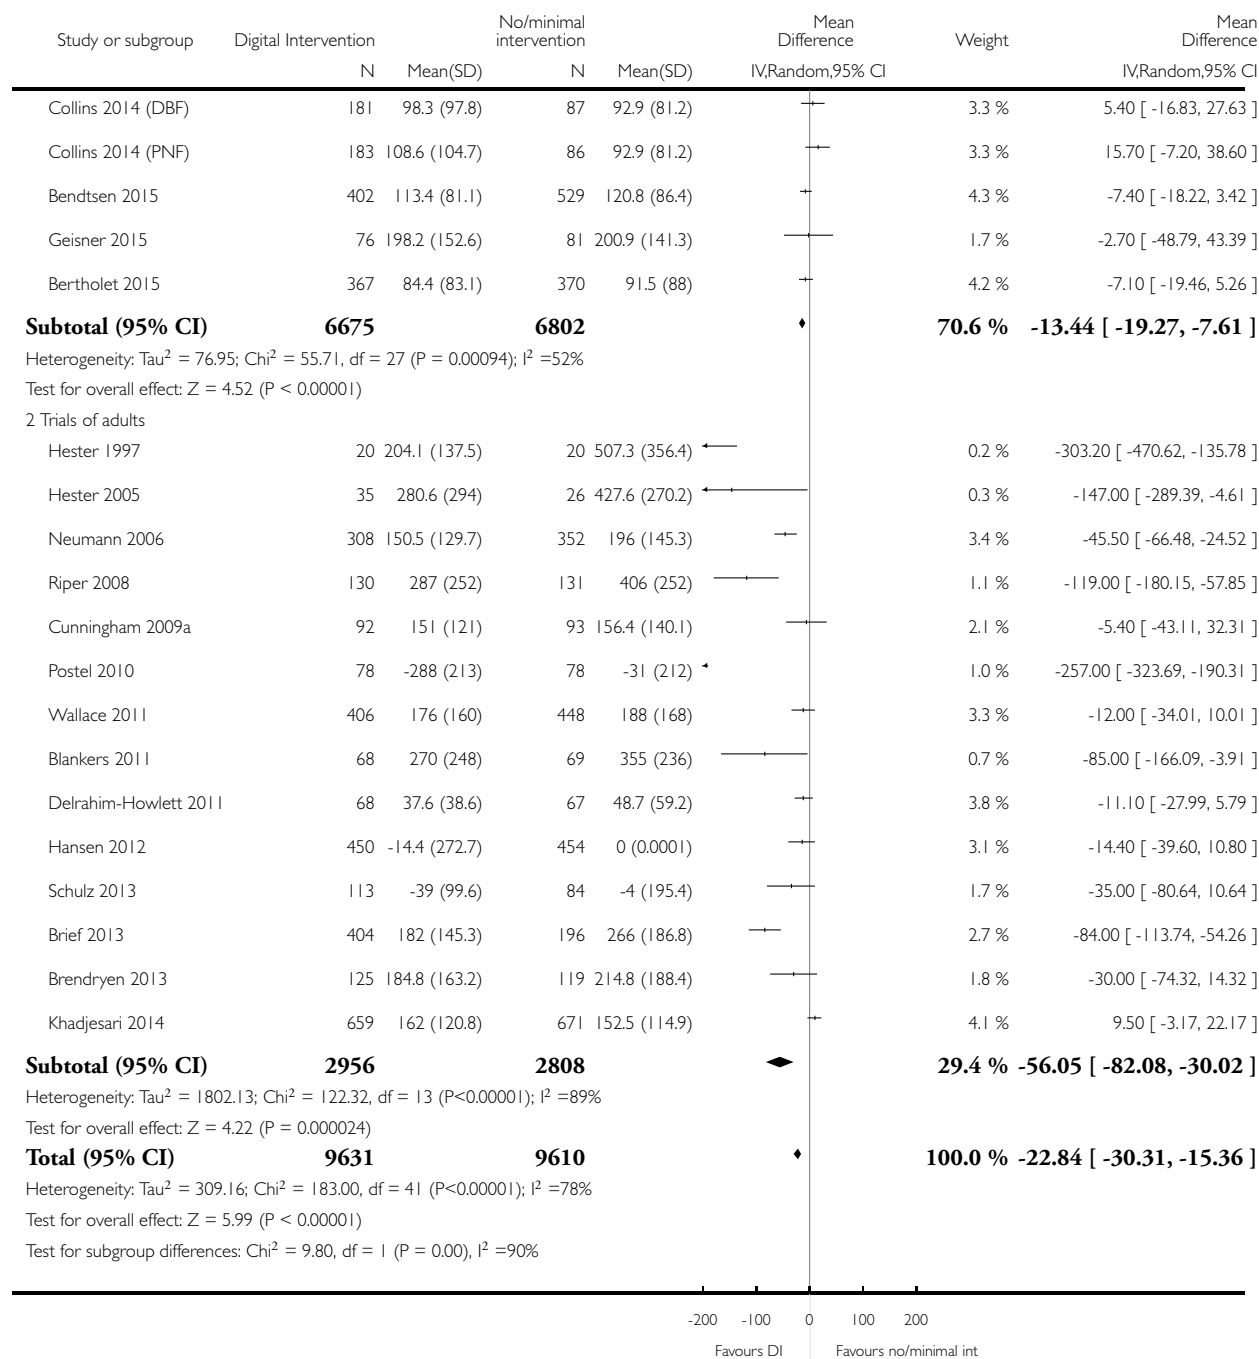 Study or subgroup Digital Intervention No/minimal intervention Mean Difference Weight Mean Difference
N Mean(SD) N Mean(SD) IV,Random,95% CI IV,Random,95% CI
Collins 2014 (DBF) 181 98.3 (97.8) 87 92.9 (81.2) 3.3 % 5.40 [ -16.83, 27.63 ]
Collins 2014 (PNF) 183 108.6 (104.7) 86 92.9 (81.2) 3.3 % 15.70 [ -7.20, 38.60 ]
Bendtsen 2015 402 113.4 (81.1) 529 120.8 (86.4) 4.3 % -7.40 [ -18.22, 3.42 ]
Geisner 2015 76 198.2 (152.6) 81 200.9 (141.3) 1.7 % -2.70 [ -48.79, 43.39 ]
Bertholet 2015 367 84.4 (83.1) 370 91.5 (88) 4.2 % -7.10 [ -19.46, 5.26 ]
Subtotal (95% CI) 6675 6802 70.6 % -13.44 [ -19.27, -7.61 ]
Heterogeneity: Tau² = 76.95; Chi² = 55.71, df = 27 (P = 0.00094); I² =52%
Test for overall effect: Z = 4.52 (P < 0.00001)
2 Trials of adults
Hester 1997 20 204.1 (137.5) 20 507.3 (356.4) 0.2 % -303.20 [ -470.62, -135.78 ]
Hester 2005 35 280.6 (294) 26 427.6 (270.2) 0.3 % -147.00 [ -289.39, -4.61 ]
Neumann 2006 308 150.5 (129.7) 352 196 (145.3) 3.4 % -45.50 [ -66.48, -24.52 ]
Riper 2008 130 287 (252) 131 406 (252) 1.1 % -119.00 [ -180.15, -57.85 ]
Cunningham 2009a 92 151 (121) 93 156.4 (140.1) 2.1 % -5.40 [ -43.11, 32.31 ]
Postel 2010 78 -288 (213) 78 -31 (212) 1.0 % -257.00 [ -323.69, -190.31 ]
Wallace 2011 406 176 (160) 448 188 (168) 3.3 % -12.00 [ -34.01, 10.01 ]
Blankers 2011 68 270 (248) 69 355 (236) 0.7 % -85.00 [ -166.09, -3.91 ]
Delrahim-Howlett 2011 68 37.6 (38.6) 67 48.7 (59.2) 3.8 % -11.10 [ -27.99, 5.79 ]
Hansen 2012 450 -14.4 (272.7) 454 0 (0.0001) 3.1 % -14.40 [ -39.60, 10.80 ]
Schulz 2013 113 -39 (99.6) 84 -4 (195.4) 1.7 % -35.00 [ -80.64, 10.64 ]
Brief 2013 404 182 (145.3) 196 266 (186.8) 2.7 % -84.00 [ -113.74, -54.26 ]
Brendryen 2013 125 184.8 (163.2) 119 214.8 (188.4) 1.8 % -30.00 [ -74.32, 14.32 ]
Khadjesari 2014 659 162 (120.8) 671 152.5 (114.9) 4.1 % 9.50 [ -3.17, 22.17 ]
Subtotal (95% CI) 2956 2808 29.4 % -56.05 [ -82.08, -30.02 ]
Heterogeneity: Tau² = 1802.13; Chi² = 122.32, df = 13 (P<0.00001); I² =89%
Test for overall effect: Z = 4.22 (P = 0.000024)
Total (95% CI) 9631 9610 100.0 % -22.84 [ -30.31, -15.36 ]
Heterogeneity: Tau² = 309.16; Chi² = 183.00, df = 41 (P<0.00001); I² =78%
Test for overall effect: Z = 5.99 (P < 0.00001)
Test for subgroup differences: Chi² = 9.80, df = 1 (P = 0.00), I² =90%
-200 -100 0 100 200
Favours DI Favours no/minimal int